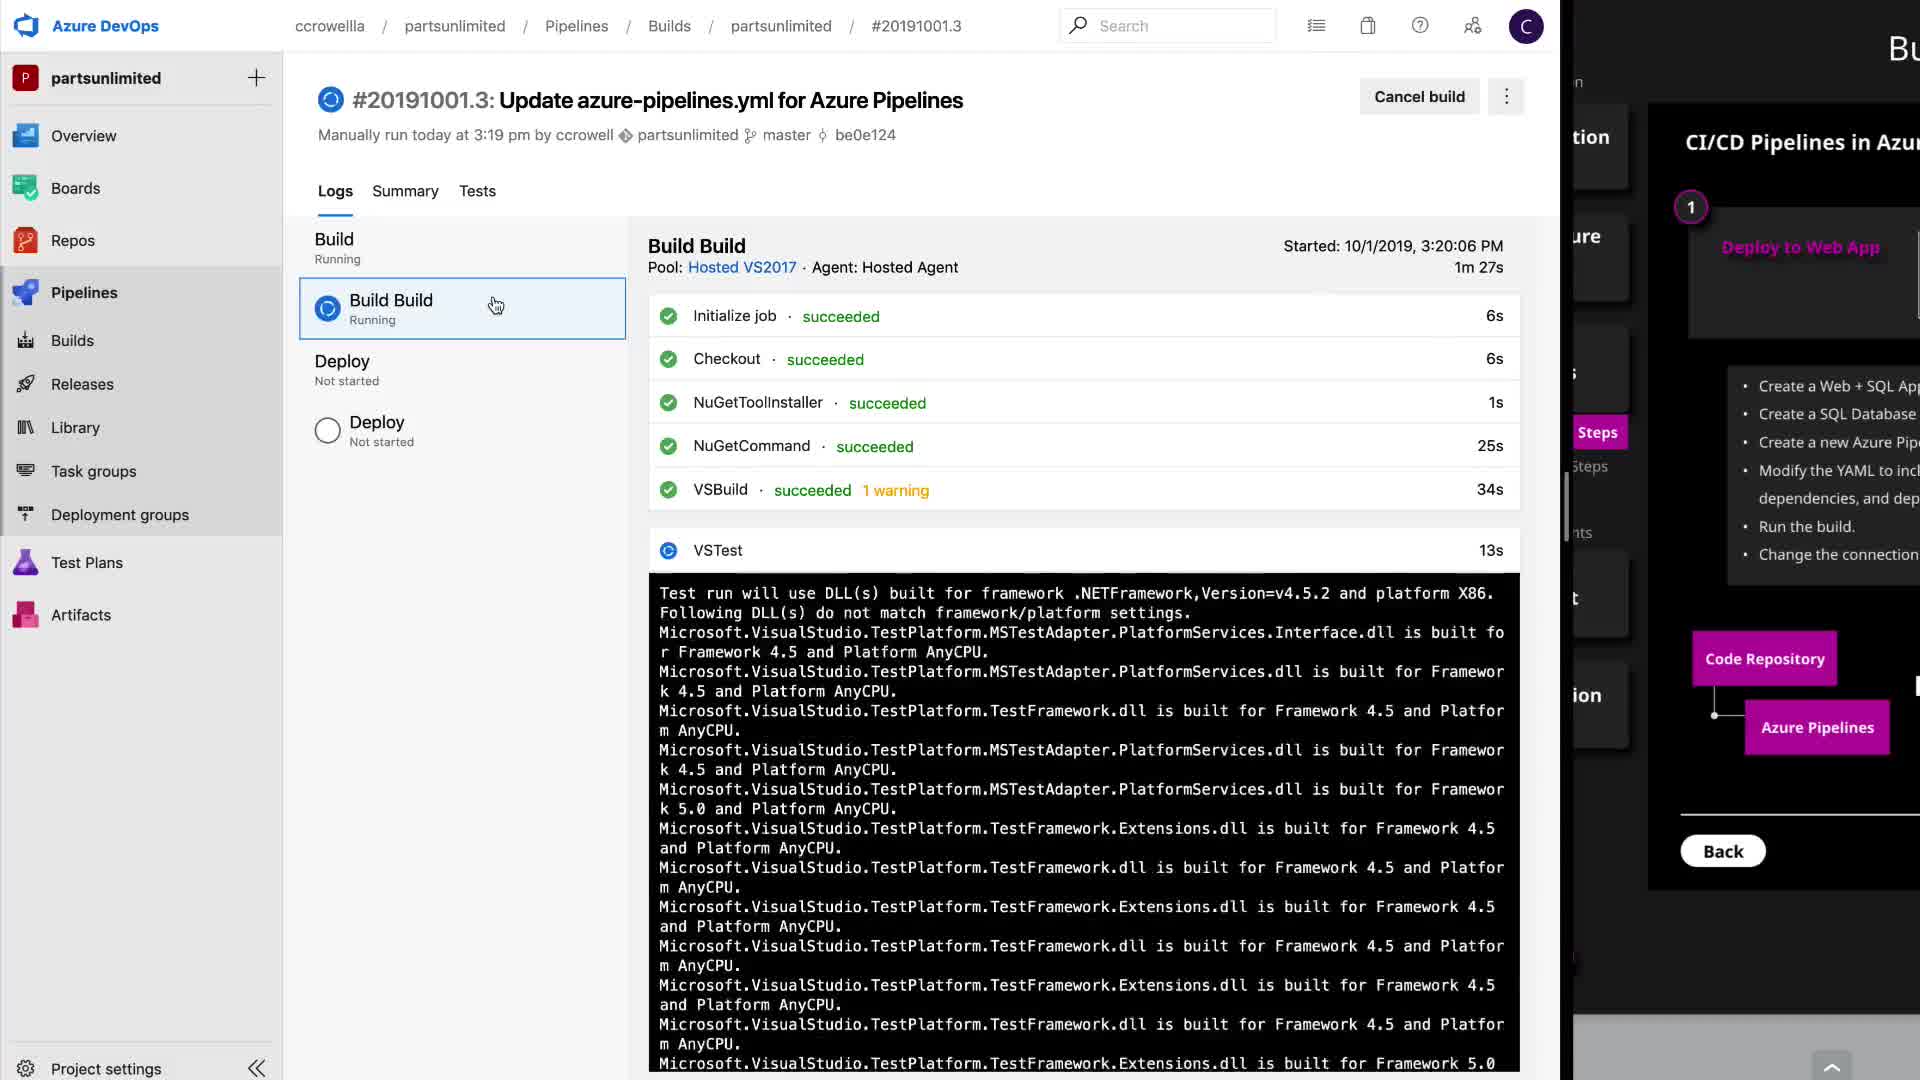 Azure DevOps
ccrowellla / partsunlimited / Pipelines / Builds / partsunlimited / #20191001.3
Search
C
P partsunlimited
Overview
Boards
Repos
Pipelines
Builds
Releases
Library
Task groups
Deployment groups
Test Plans
Artifacts
Project settings
#20191001.3: Update azure-pipelines.yml for Azure Pipelines
Manually run today at 3:19 pm by ccrowell partsunlimited master be0e124
Cancel build
Logs Summary Tests
Build
Running
Build Build
Running
Deploy
Not started
Deploy
Not started
Build Build
Started: 10/1/2019, 3:20:06 PM
Pool: Hosted VS2017 · Agent: Hosted Agent
1m 27s
Initialize job · succeeded 6s
Checkout · succeeded 6s
NuGetToolInstaller · succeeded 1s
NuGetCommand · succeeded 25s
VSBuild · succeeded 1 warning 34s
VSTest 13s
Test run will use DLL(s) built for framework .NETFramework,Version=v4.5.2 and platform X86.
Following DLL(s) do not match framework/platform settings.
Microsoft.VisualStudio.TestPlatform.MSTestAdapter.PlatformServices.Interface.dll is built fo
r Framework 4.5 and Platform AnyCPU.
Microsoft.VisualStudio.TestPlatform.MSTestAdapter.PlatformServices.dll is built for Framewor
k 4.5 and Platform AnyCPU.
Microsoft.VisualStudio.TestPlatform.TestFramework.dll is built for Framework 4.5 and Platfor
m AnyCPU.
Microsoft.VisualStudio.TestPlatform.MSTestAdapter.PlatformServices.dll is built for Framewor
k 4.5 and Platform AnyCPU.
Microsoft.VisualStudio.TestPlatform.MSTestAdapter.PlatformServices.dll is built for Framewor
k 5.0 and Platform AnyCPU.
Microsoft.VisualStudio.TestPlatform.TestFramework.Extensions.dll is built for Framework 4.5
and Platform AnyCPU.
Microsoft.VisualStudio.TestPlatform.TestFramework.dll is built for Framework 4.5 and Platfor
m AnyCPU.
Microsoft.VisualStudio.TestPlatform.TestFramework.Extensions.dll is built for Framework 4.5
and Platform AnyCPU.
Microsoft.VisualStudio.TestPlatform.TestFramework.dll is built for Framework 4.5 and Platfor
m AnyCPU.
Microsoft.VisualStudio.TestPlatform.TestFramework.Extensions.dll is built for Framework 4.5
and Platform AnyCPU.
Microsoft.VisualStudio.TestPlatform.TestFramework.dll is built for Framework 4.5 and Platfor
m AnyCPU.
Microsoft.VisualStudio.TestPlatform.TestFramework.Extensions.dll is built for Framework 5.0
Bu
n
tion
ure
s
Steps
Steps
nts
t
ion
CI/CD Pipelines in Azur
1
Deploy to Web App
• Create a Web + SQL App
• Create a SQL Database
• Create a new Azure Pip
• Modify the YAML to incl
dependencies, and dep
• Run the build.
• Change the connection
Code Repository
Azure Pipelines
Back